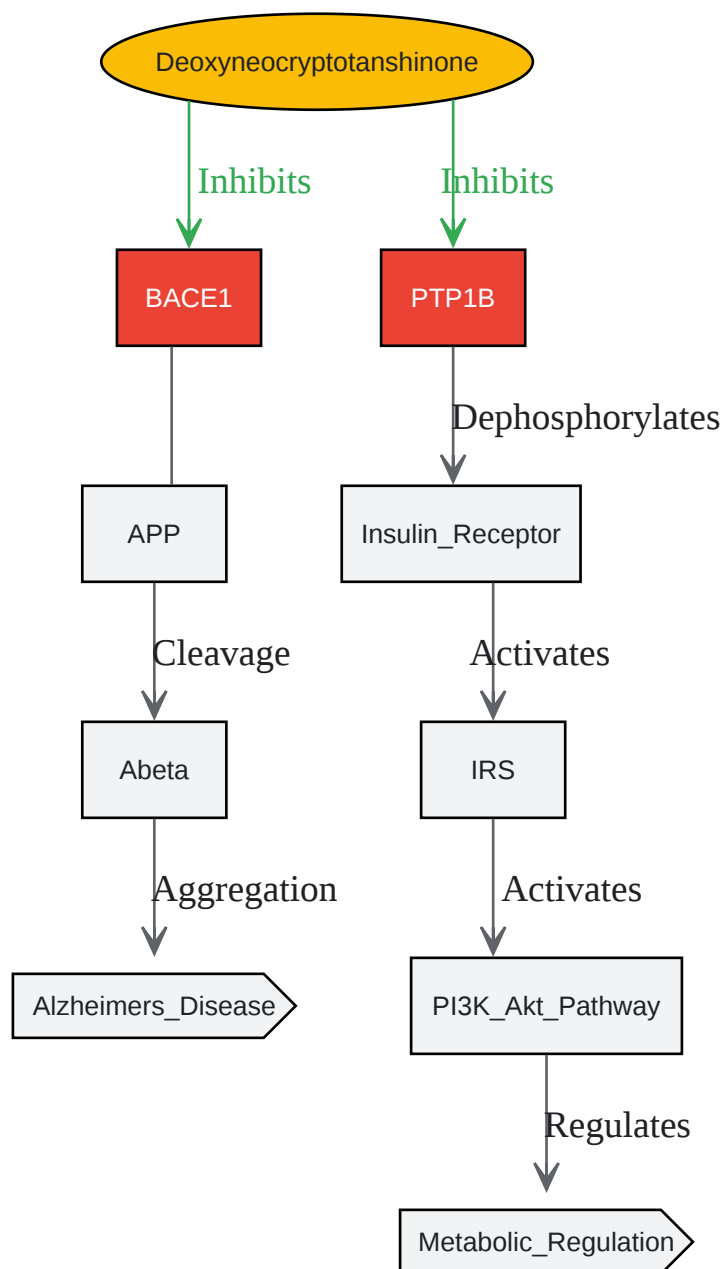 Deoxyneocryptotanshinone
Inhibits
Inhibits
BACE1
PTP1B
Dephosphorylates
APP
Insulin_Receptor
Cleavage
Activates
Abeta
IRS
Aggregation
Activates
Alzheimers_Disease
PI3K_Akt_Pathway
Regulates
Metabolic_Regulation